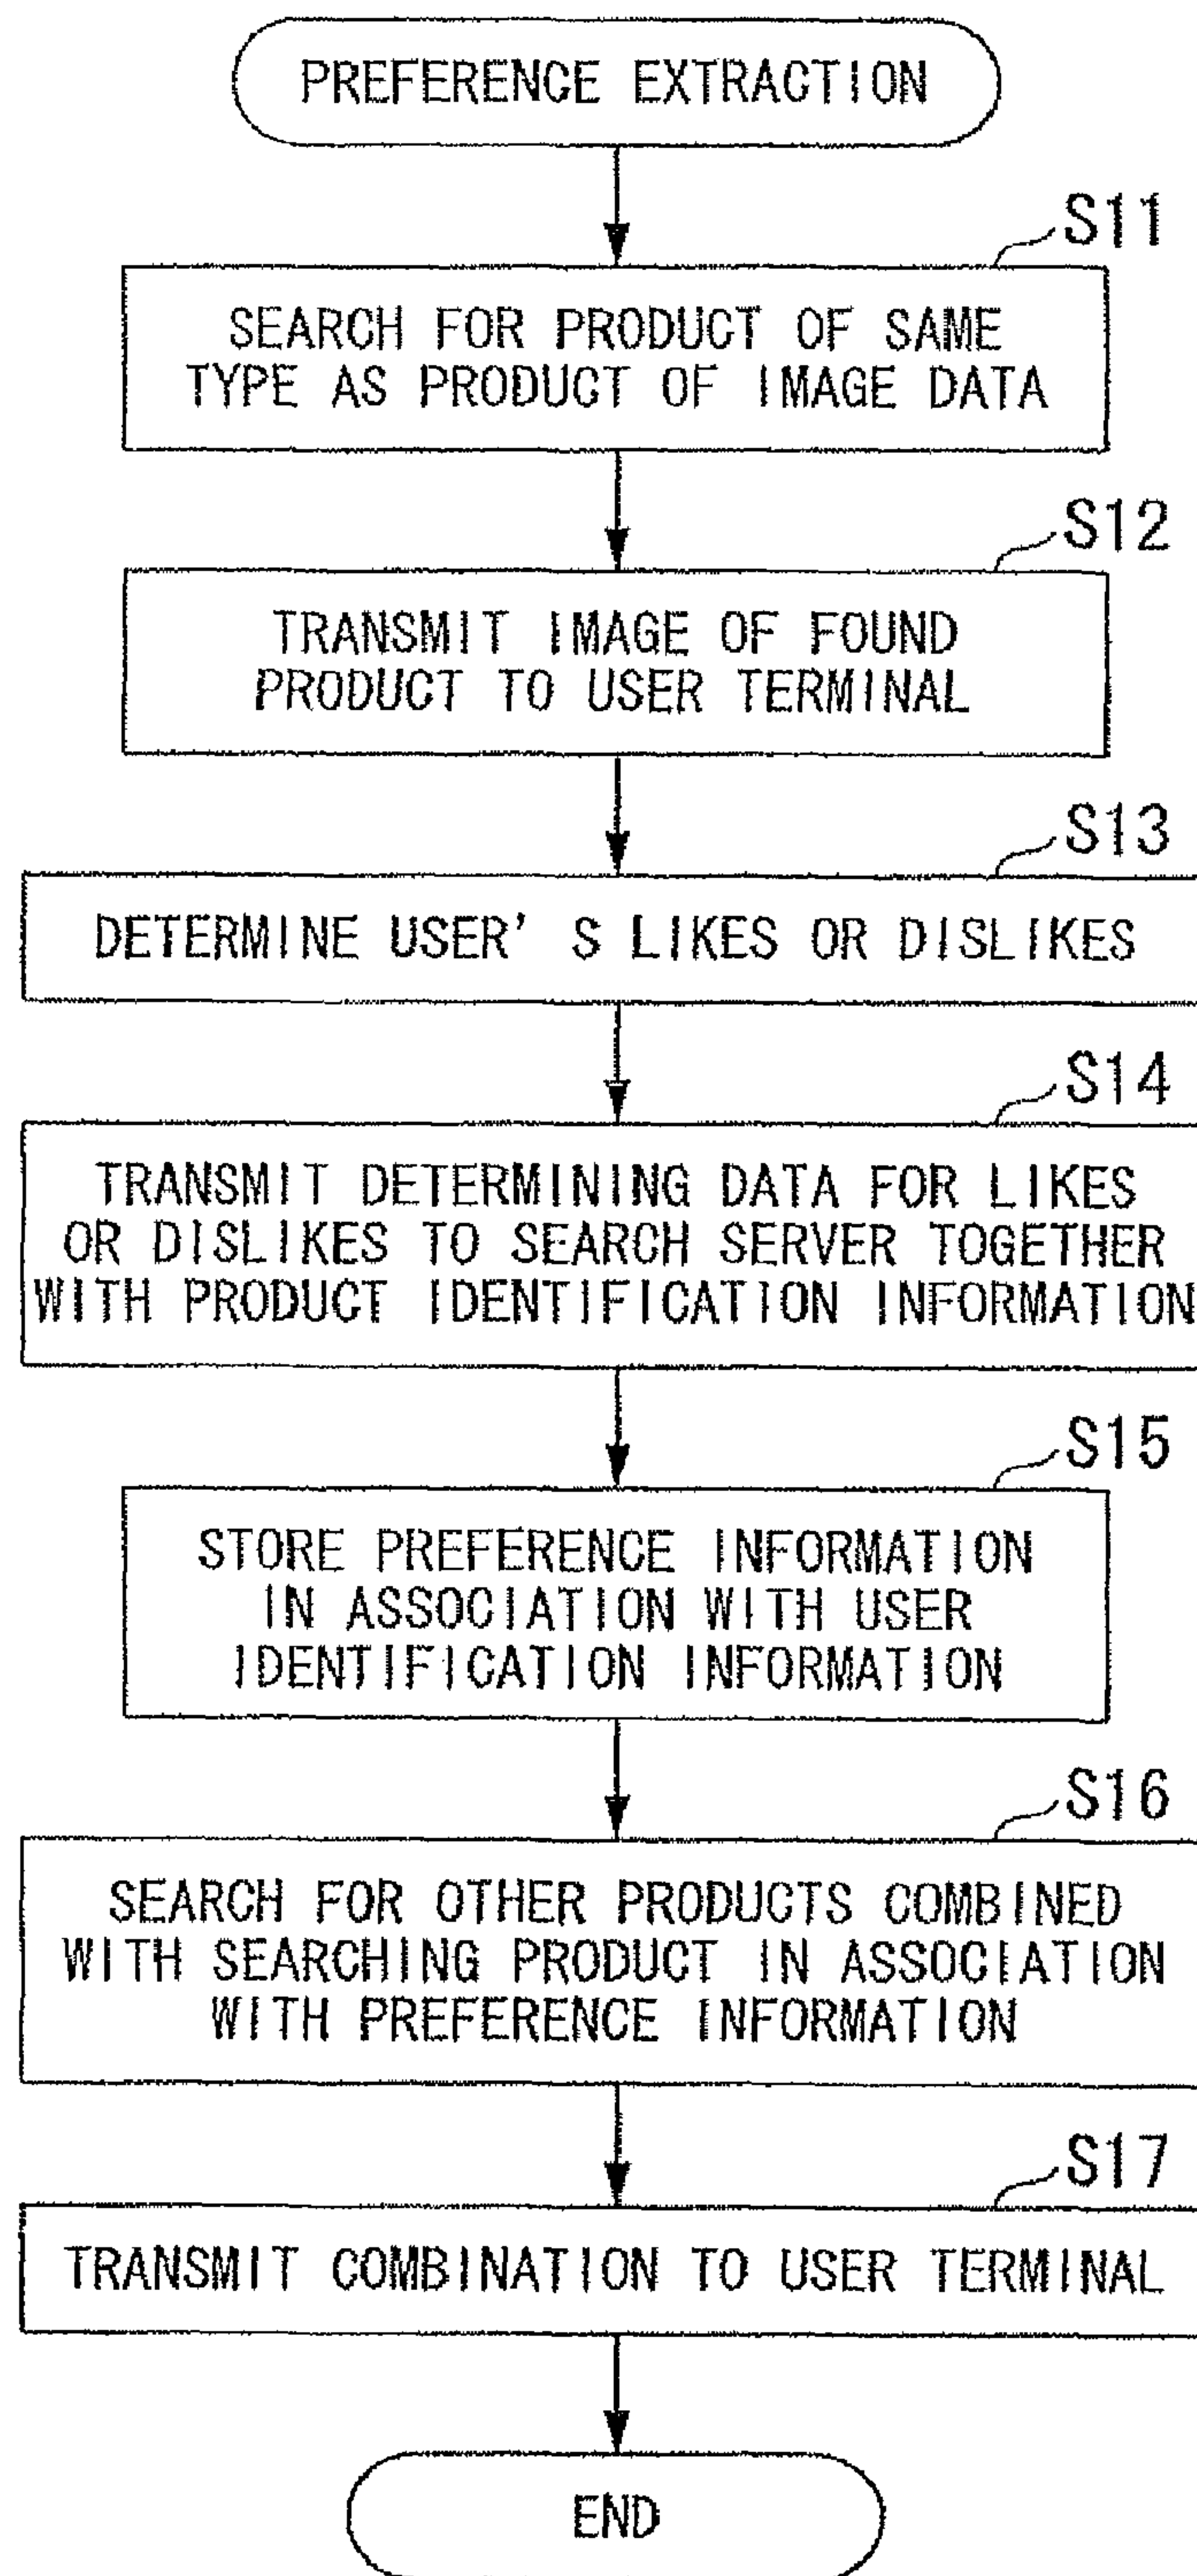 PREFERENCE EXTRACTION
S11
SEARCH FOR PRODUCT OF SAME
TYPE AS PRODUCT OF IMAGE DATA
S12
TRANSMIT IMAGE OF FOUND
PRODUCT TO USER TERMINAL
S13
DETERMINE USER' S LIKES OR DISLIKES
S14
TRANSMIT DETERMINING DATA FOR LIKES
OR DISLIKES TO SEARCH SERVER TOGETHER
WITH PRODUCT IDENTIFICATION INFORMATION
S15
STORE PREFERENCE INFORMATION
IN ASSOCIATION WITH USER
IDENTIFICATION INFORMATION
S16
SEARCH FOR OTHER PRODUCTS COMBINED
WITH SEARCHING PRODUCT IN ASSOCIATION
WITH PREFERENCE INFORMATION
S17
TRANSMIT COMBINATION TO USER TERMINAL
END